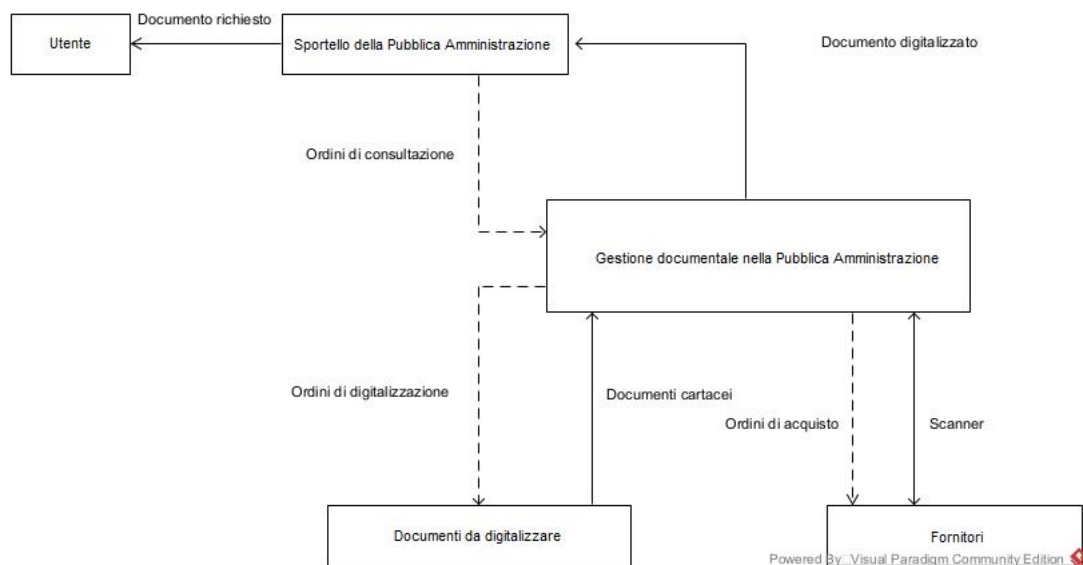 Documento richiesto
Utente
Sportello della Pubblica Amministrazione
Documento digitalizzato
Ordini di consultazione
Gestione documentale nella Pubblica Amministrazione
Ordini di digitalizzazione
Documenti cartacei
Ordini di acquisto
Scanner
Documenti da digitalizzare
Fornitori
Powered By Visual Paradigm Community Edition